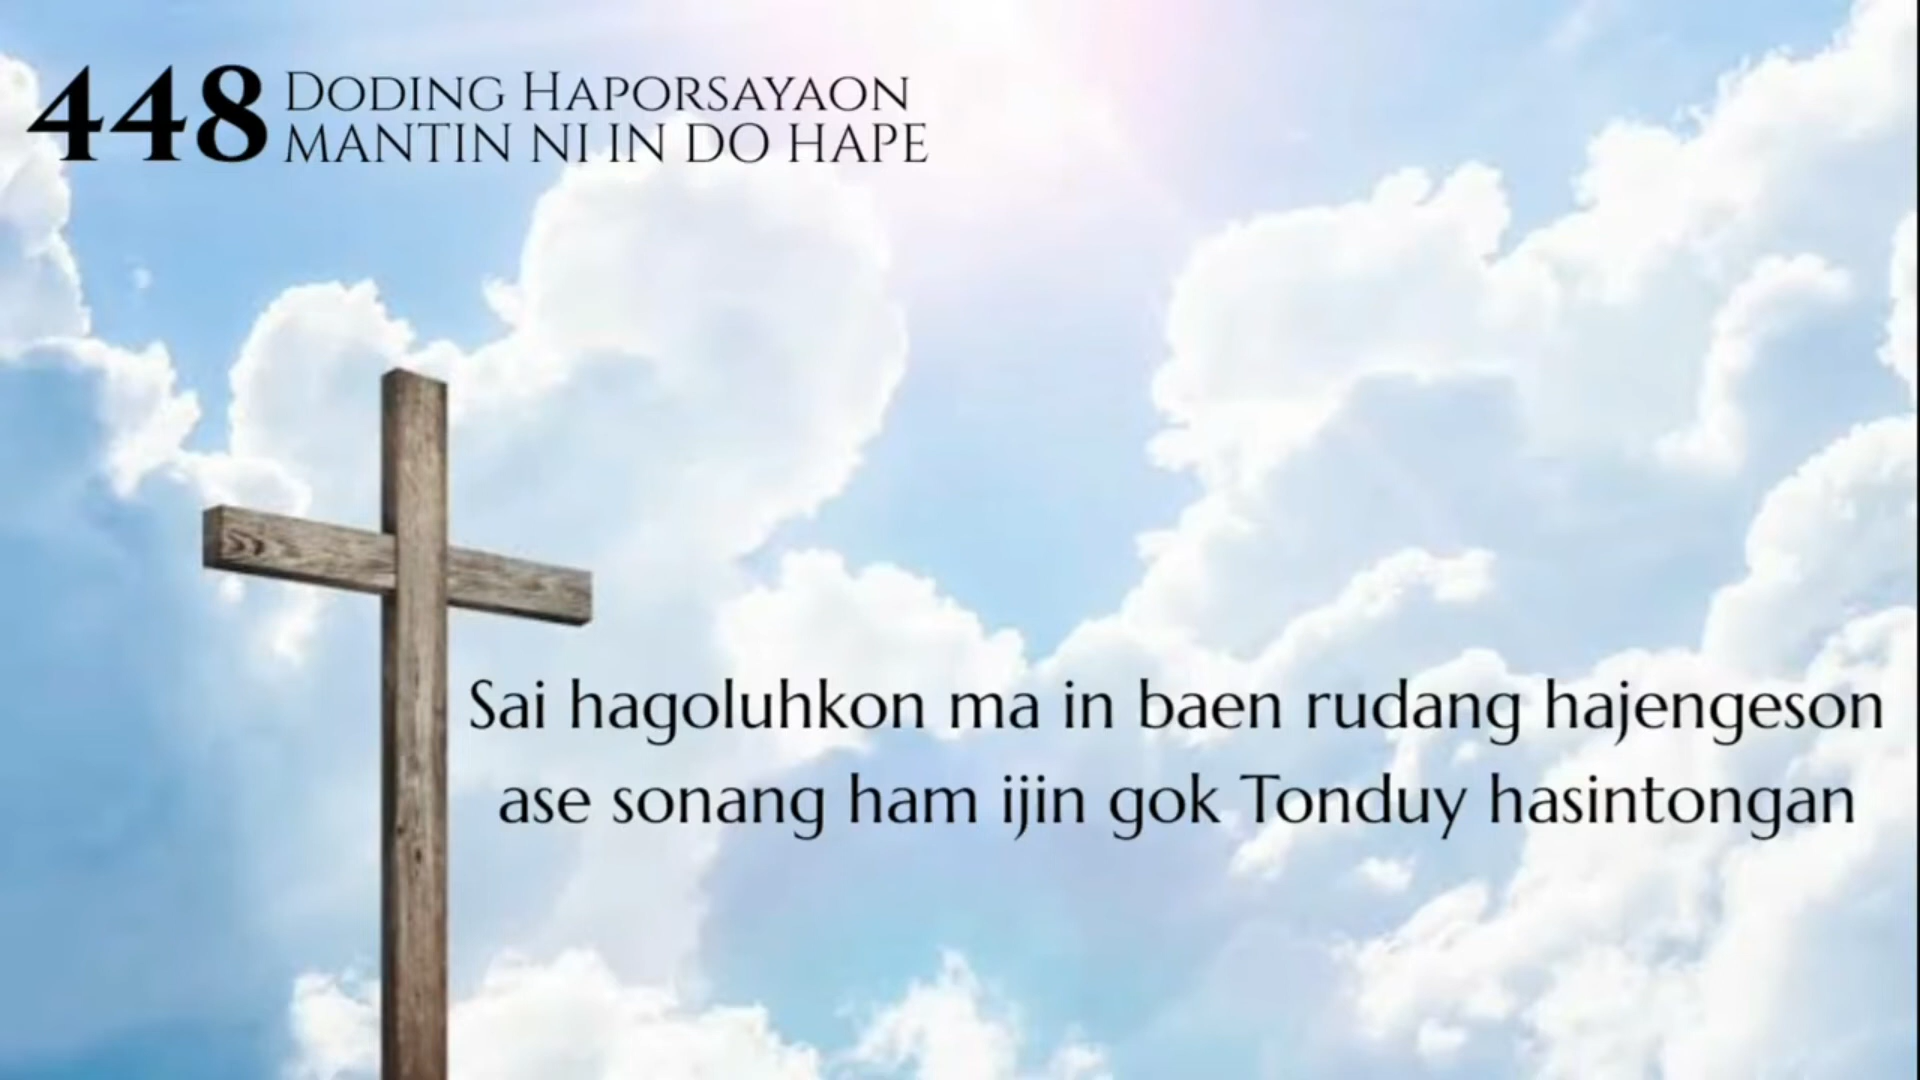 448 DODING HAPORSAYAON
MANTIN NI IN DO HAPE
Sai hagoluhkon ma in baen rudang hajengeson
ase sonang ham ijin gok Tonduy hasintongan